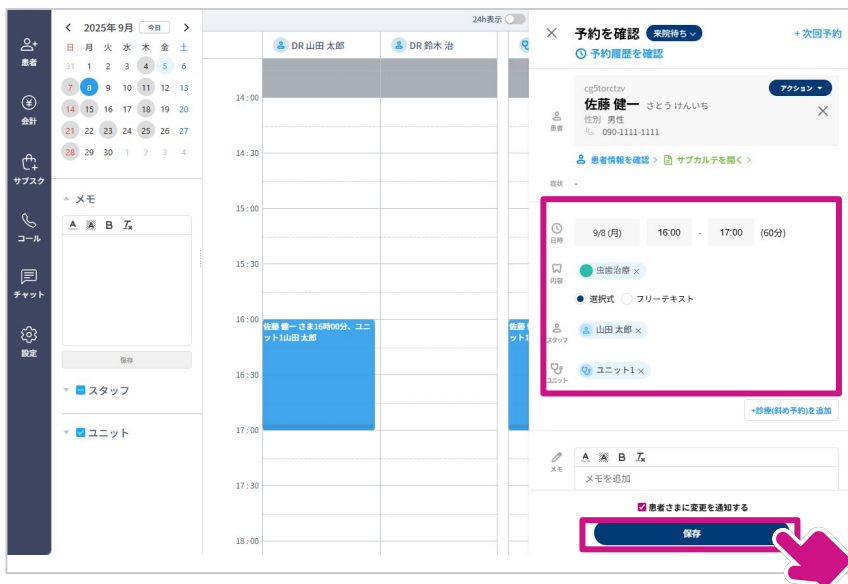 患者
会計
サブスク
コール
チャット
設定
2025年 9月 今日
日 月 火 水 木 金 土
31 1 2 3 4 5 6
7 8 9 10 11 12 13
14 15 16 17 18 19 20
21 22 23 24 25 26 27
28 29 30 1 2 3 4
メモ
A A B Tx
保存
スタッフ
ユニット
24h表示
DR 山田 太郎
DR 鈴木 治
14:00
14:30
15:00
15:30
16:00
16:30
17:00
17:30
18:00
佐藤 健一 さま16時00分、ユニ
ット1山田 太郎
佐藤
ット1
予約を確認 来院待ち
+ 次回予約
予約履歴を確認
患者
cg5torctzv
アクション
佐藤 健一 さとう けんいち
性別 男性
090-1111-1111
患者情報を確認 サブカルテを開く
症状 -
日時
9/8 (月) 16:00 - 17:00 (60分)
内容
虫歯治療 ×
選択式 フリーテキスト
スタッフ
山田 太郎 ×
ユニット
ユニット1 ×
+診療(斜め予約)を追加
メモ
A A B Tx
メモを追加
患者さまに変更を通知する
保存